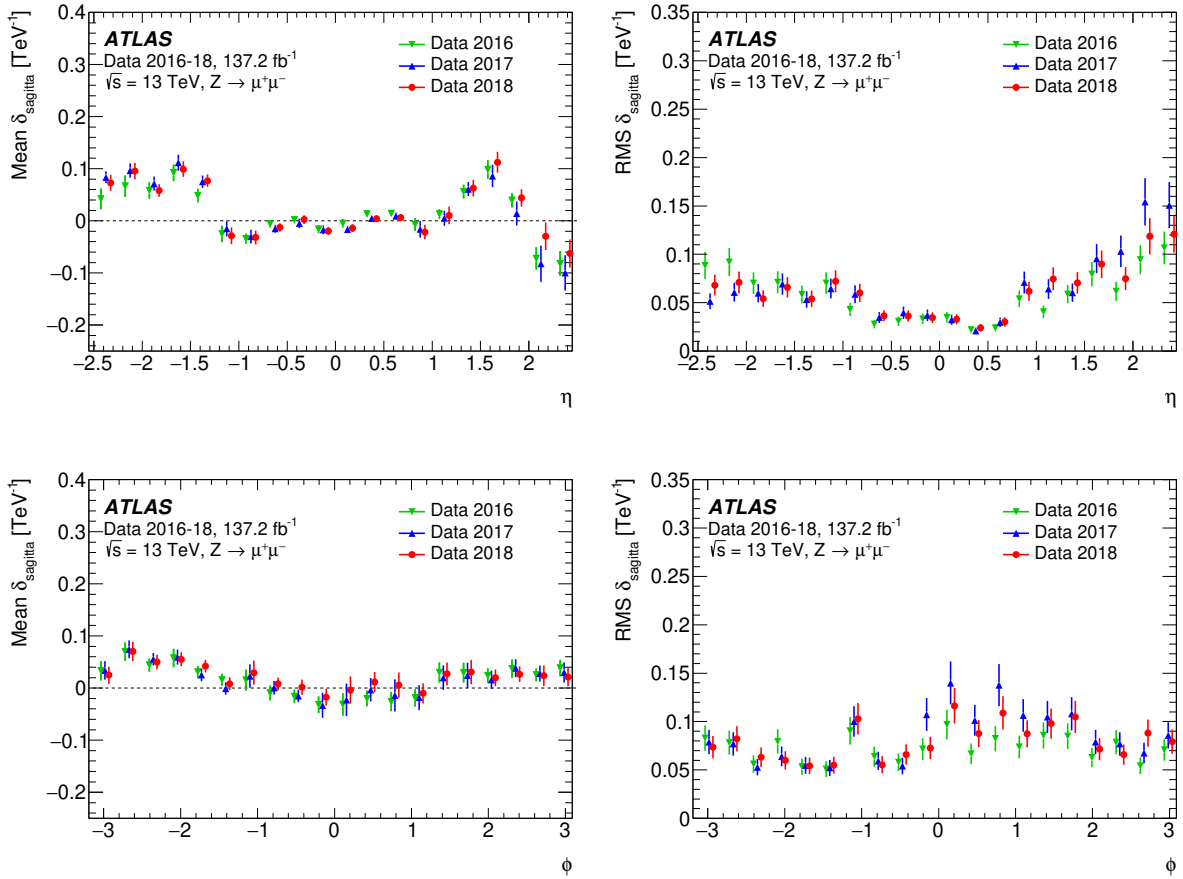 Mean δsagitta [TeV⁻¹]
0.4
0.3
0.2
0.1
0
−0.1
−0.2
ATLAS
Data 2016-18, 137.2 fb⁻¹
√s = 13 TeV, Z → μ⁺μ⁻
Data 2016
Data 2017
Data 2018
−2.5 −2 −1.5 −1 −0.5 0 0.5 1 1.5 2
η
RMS δsagitta [TeV⁻¹]
0.35
0.3
0.25
0.2
0.15
0.1
0.05
0
ATLAS
Data 2016-18, 137.2 fb⁻¹
√s = 13 TeV, Z → μ⁺μ⁻
Data 2016
Data 2017
Data 2018
−2.5 −2 −1.5 −1 −0.5 0 0.5 1 1.5 2
η
Mean δsagitta [TeV⁻¹]
0.4
0.3
0.2
0.1
0
−0.1
−0.2
ATLAS
Data 2016-18, 137.2 fb⁻¹
√s = 13 TeV, Z → μ⁺μ⁻
Data 2016
Data 2017
Data 2018
−3 −2 −1 0 1 2 3
ϕ
RMS δsagitta [TeV⁻¹]
0.35
0.3
0.25
0.2
0.15
0.1
0.05
0
ATLAS
Data 2016-18, 137.2 fb⁻¹
√s = 13 TeV, Z → μ⁺μ⁻
Data 2016
Data 2017
Data 2018
−3 −2 −1 0 1 2 3
ϕ